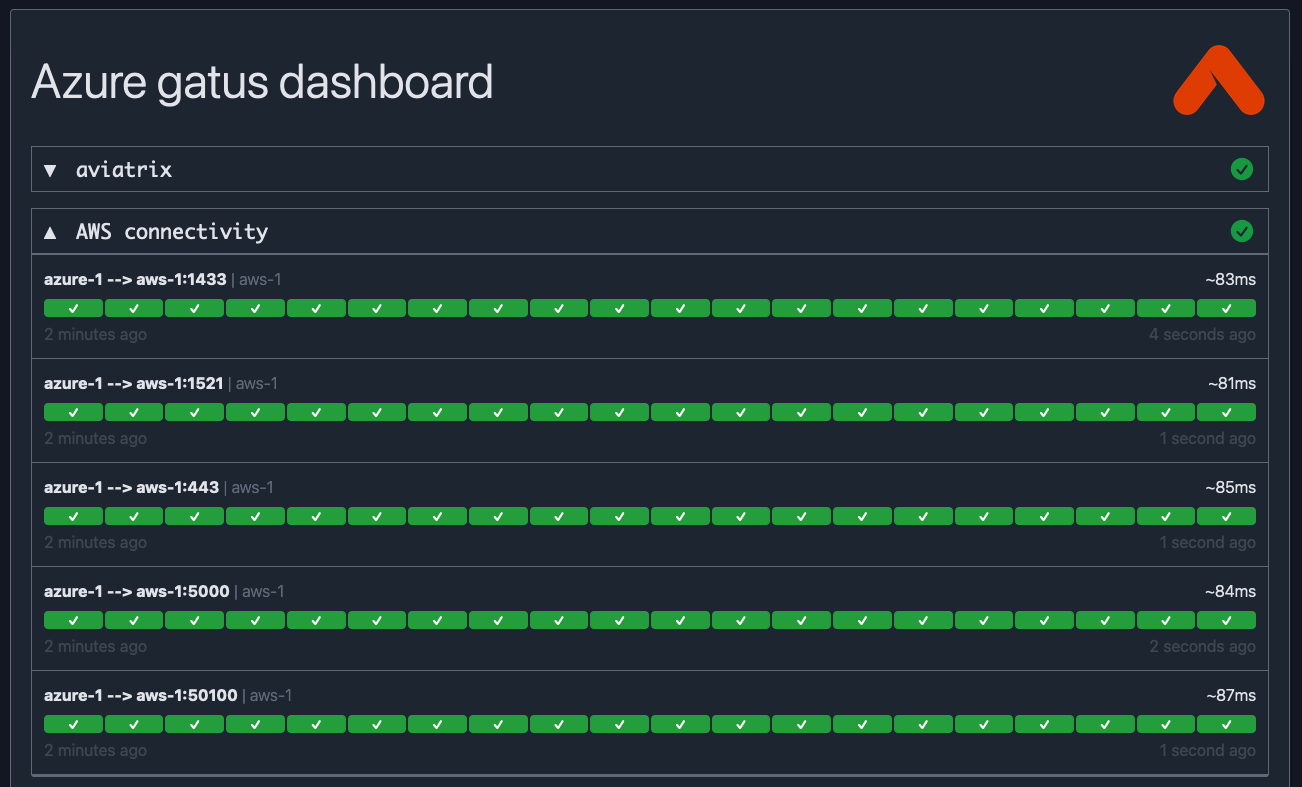 Azure gatus dashboard
▼ aviatrix
▲ AWS connectivity
azure-1 --> aws-1:1433 | aws-1 ~83ms
2 minutes ago 4 seconds ago
azure-1 --> aws-1:1521 | aws-1 ~81ms
2 minutes ago 1 second ago
azure-1 --> aws-1:443 | aws-1 ~85ms
2 minutes ago 1 second ago
azure-1 --> aws-1:5000 | aws-1 ~84ms
2 minutes ago 2 seconds ago
azure-1 --> aws-1:50100 | aws-1 ~87ms
2 minutes ago 1 second ago